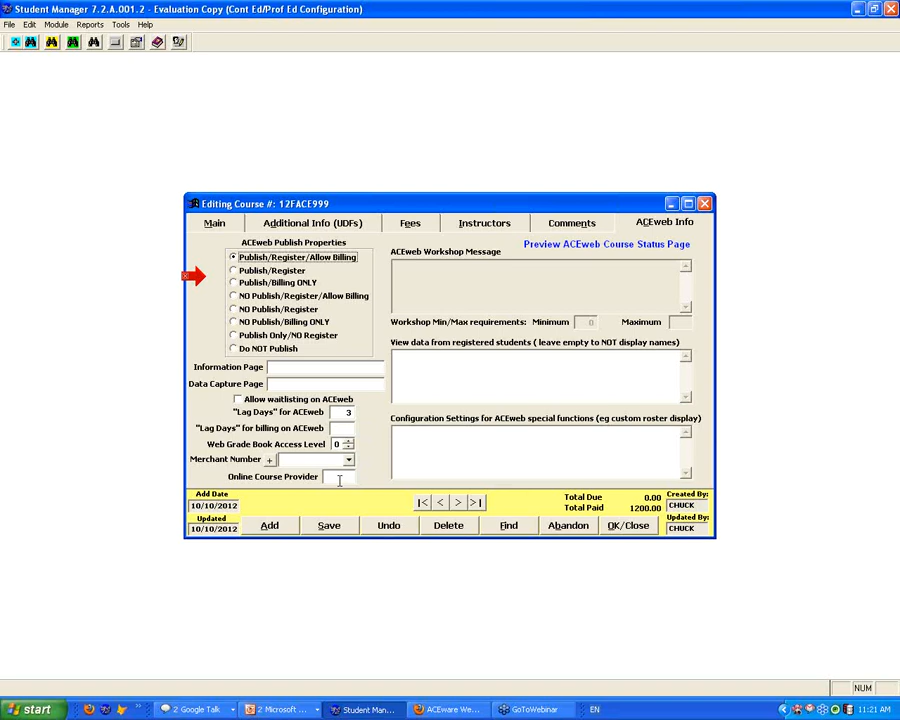 Student Manager 7.2.A.001.2 - Evaluation Copy (Cont Ed/Prof Ed Configuration)
File Edit Module Reports Tools Help
Editing Course #: 12FACE999
Main Additional Info (UDFs) Fees Instructors Comments ACEweb Info
ACEweb Publish Properties
Preview ACEweb Course Status Page
Publish/Register/Allow Billing
Publish/Register
Publish/Billing ONLY
NO Publish/Register/Allow Billing
NO Publish/Register
NO Publish/Billing ONLY
Publish Only/NO Register
Do NOT Publish
Information Page
Data Capture Page
Allow waitlisting on ACEweb
"Lag Days" for ACEweb 3
"Lag Days" for billing on ACEweb
Web Grade Book Access Level 0
Merchant Number +
Online Course Provider
ACEweb Workshop Message
Workshop Min/Max requirements: Minimum 0 Maximum
View data from registered students ( leave empty to NOT display names)
Configuration Settings for ACEweb special functions (eg custom roster display)
Add Date
10/10/2012
Updated
10/10/2012
|< < > >|
Total Due 0.00
Total Paid 1200.00
Created By:
CHUCK
Updated By:
CHUCK
Add Save Undo Delete Find Abandon OK/Close
NUM
start 2 Google Talk 2 Microsoft ... Student Man... ACEware We... GoToWebinar EN 11:21 AM